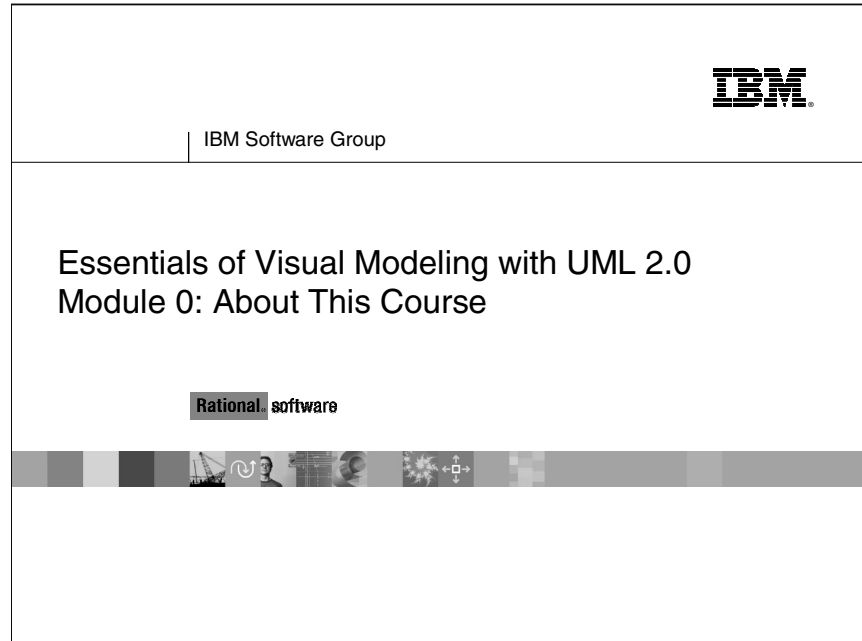 IBM®
IBM Software Group
Essentials of Visual Modeling with UML 2.0
Module 0: About This Course
Rational® software